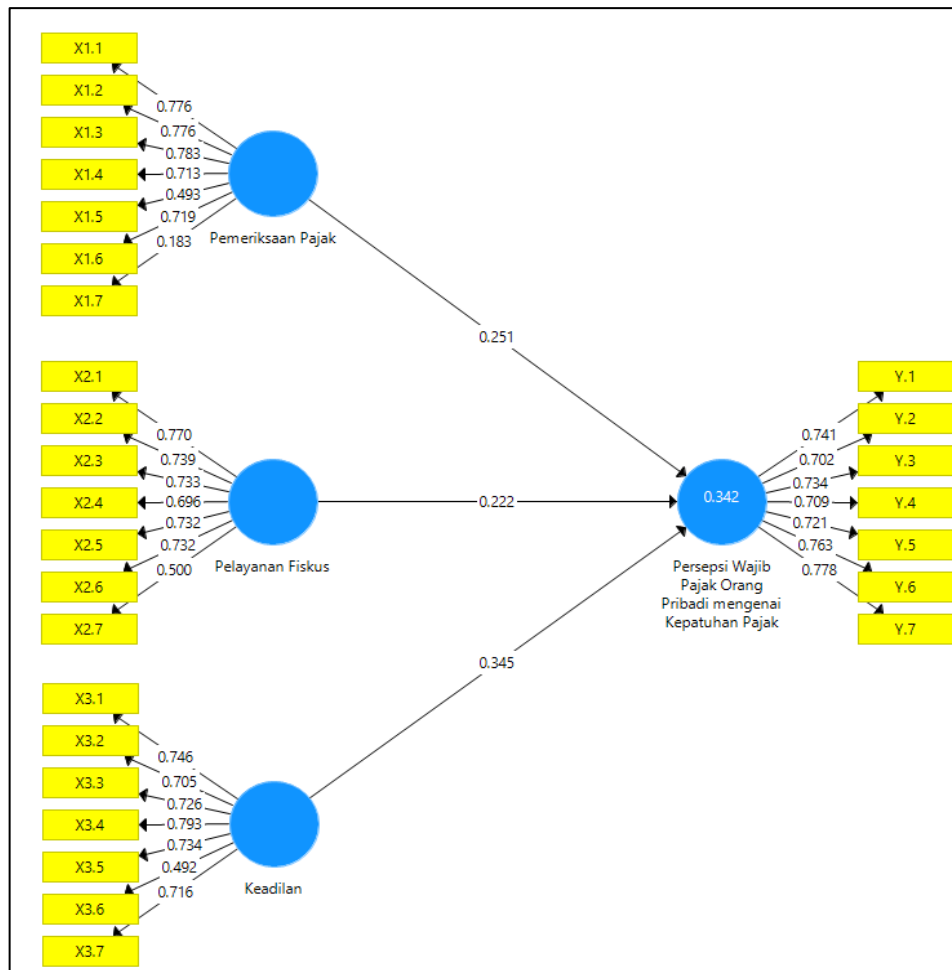 X1.1
X1.2
X1.3
X1.4
X1.5
X1.6
X1.7
0.776
0.776
0.783
0.713
0.493
0.719
0.183
Pemeriksaan Pajak
0.251
X2.1
X2.2
X2.3
X2.4
X2.5
X2.6
X2.7
0.770
0.739
0.733
0.696
0.732
0.732
0.500
Pelayanan Fiskus
0.222
X3.1
X3.2
X3.3
X3.4
X3.5
X3.6
X3.7
0.746
0.705
0.726
0.793
0.734
0.492
0.716
Keadilan
0.345
0.342
Persepsi Wajib
Pajak Orang
Pribadi mengenai
Kepatuhan Pajak
0.741
0.702
0.734
0.709
0.721
0.763
0.778
Y.1
Y.2
Y.3
Y.4
Y.5
Y.6
Y.7